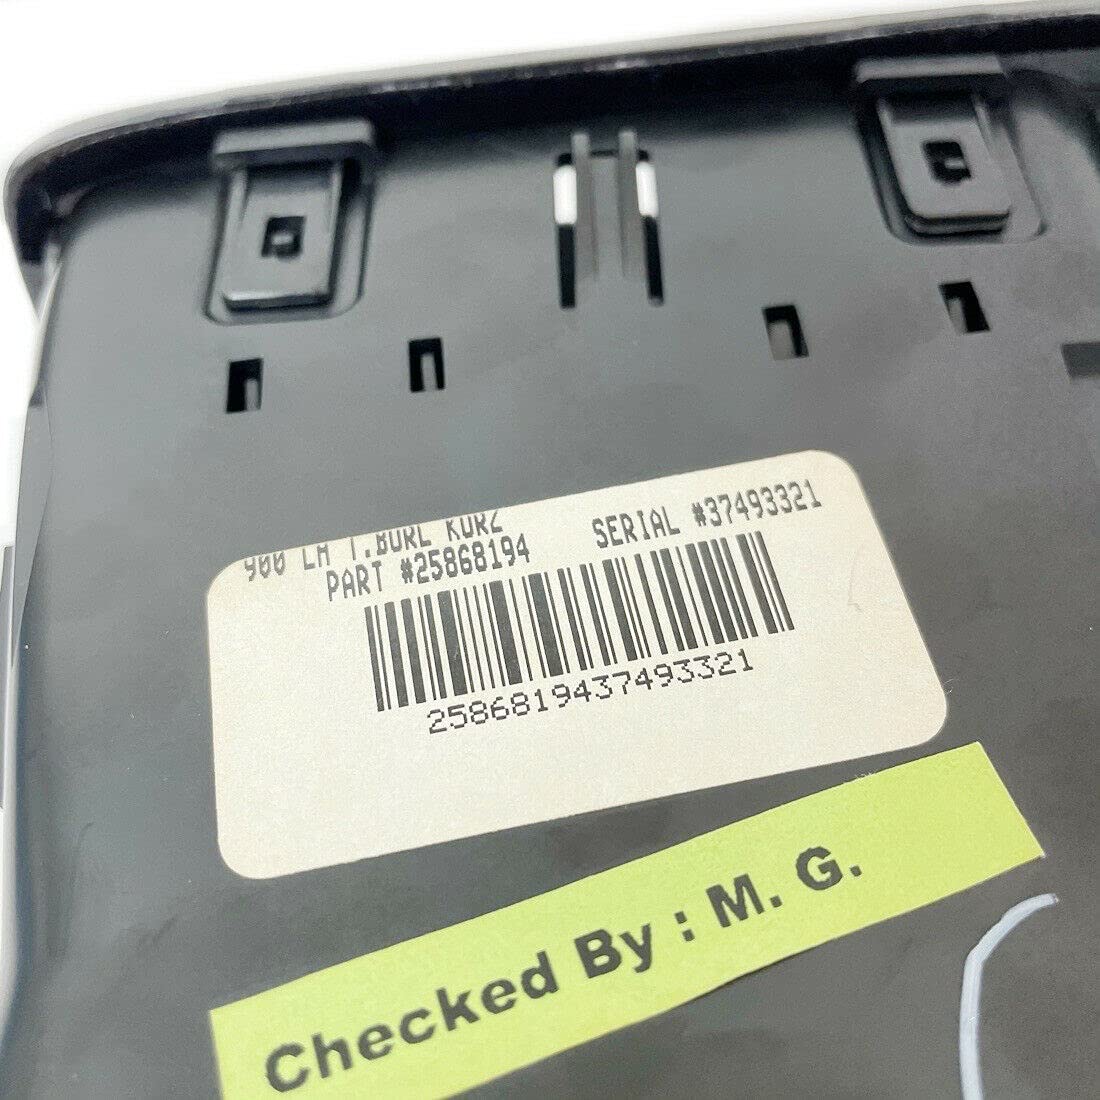 900 LH T.BURL KURZ
PART #25868194 SERIAL #37493321
2586819437493321
Checked By : M. G.